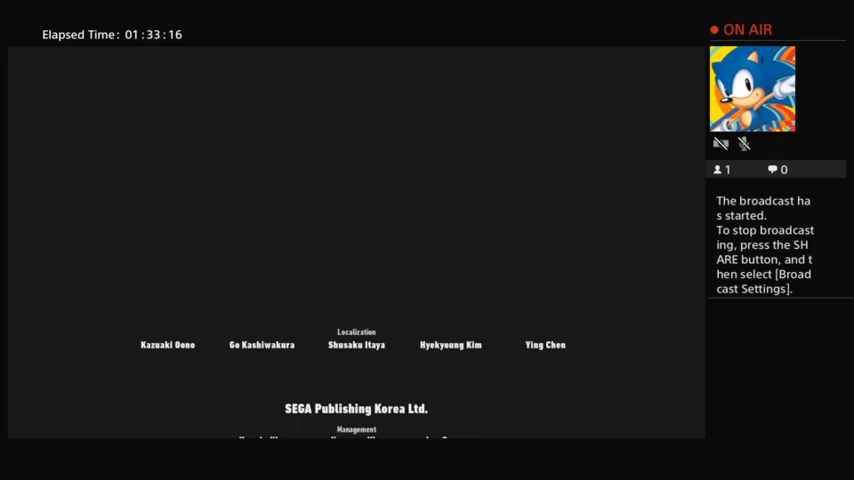 Elapsed Time: 01:33:16
ON AIR
1 0
The broadcast ha
s started.
To stop broadcast
ing, press the SH
ARE button, and t
hen select [Broad
cast Settings].
Localization
Kazuaki Oono Go Kashiwakura Shusaku Itaya Hyekyoung Kim Ying Chen
SEGA Publishing Korea Ltd.
Management